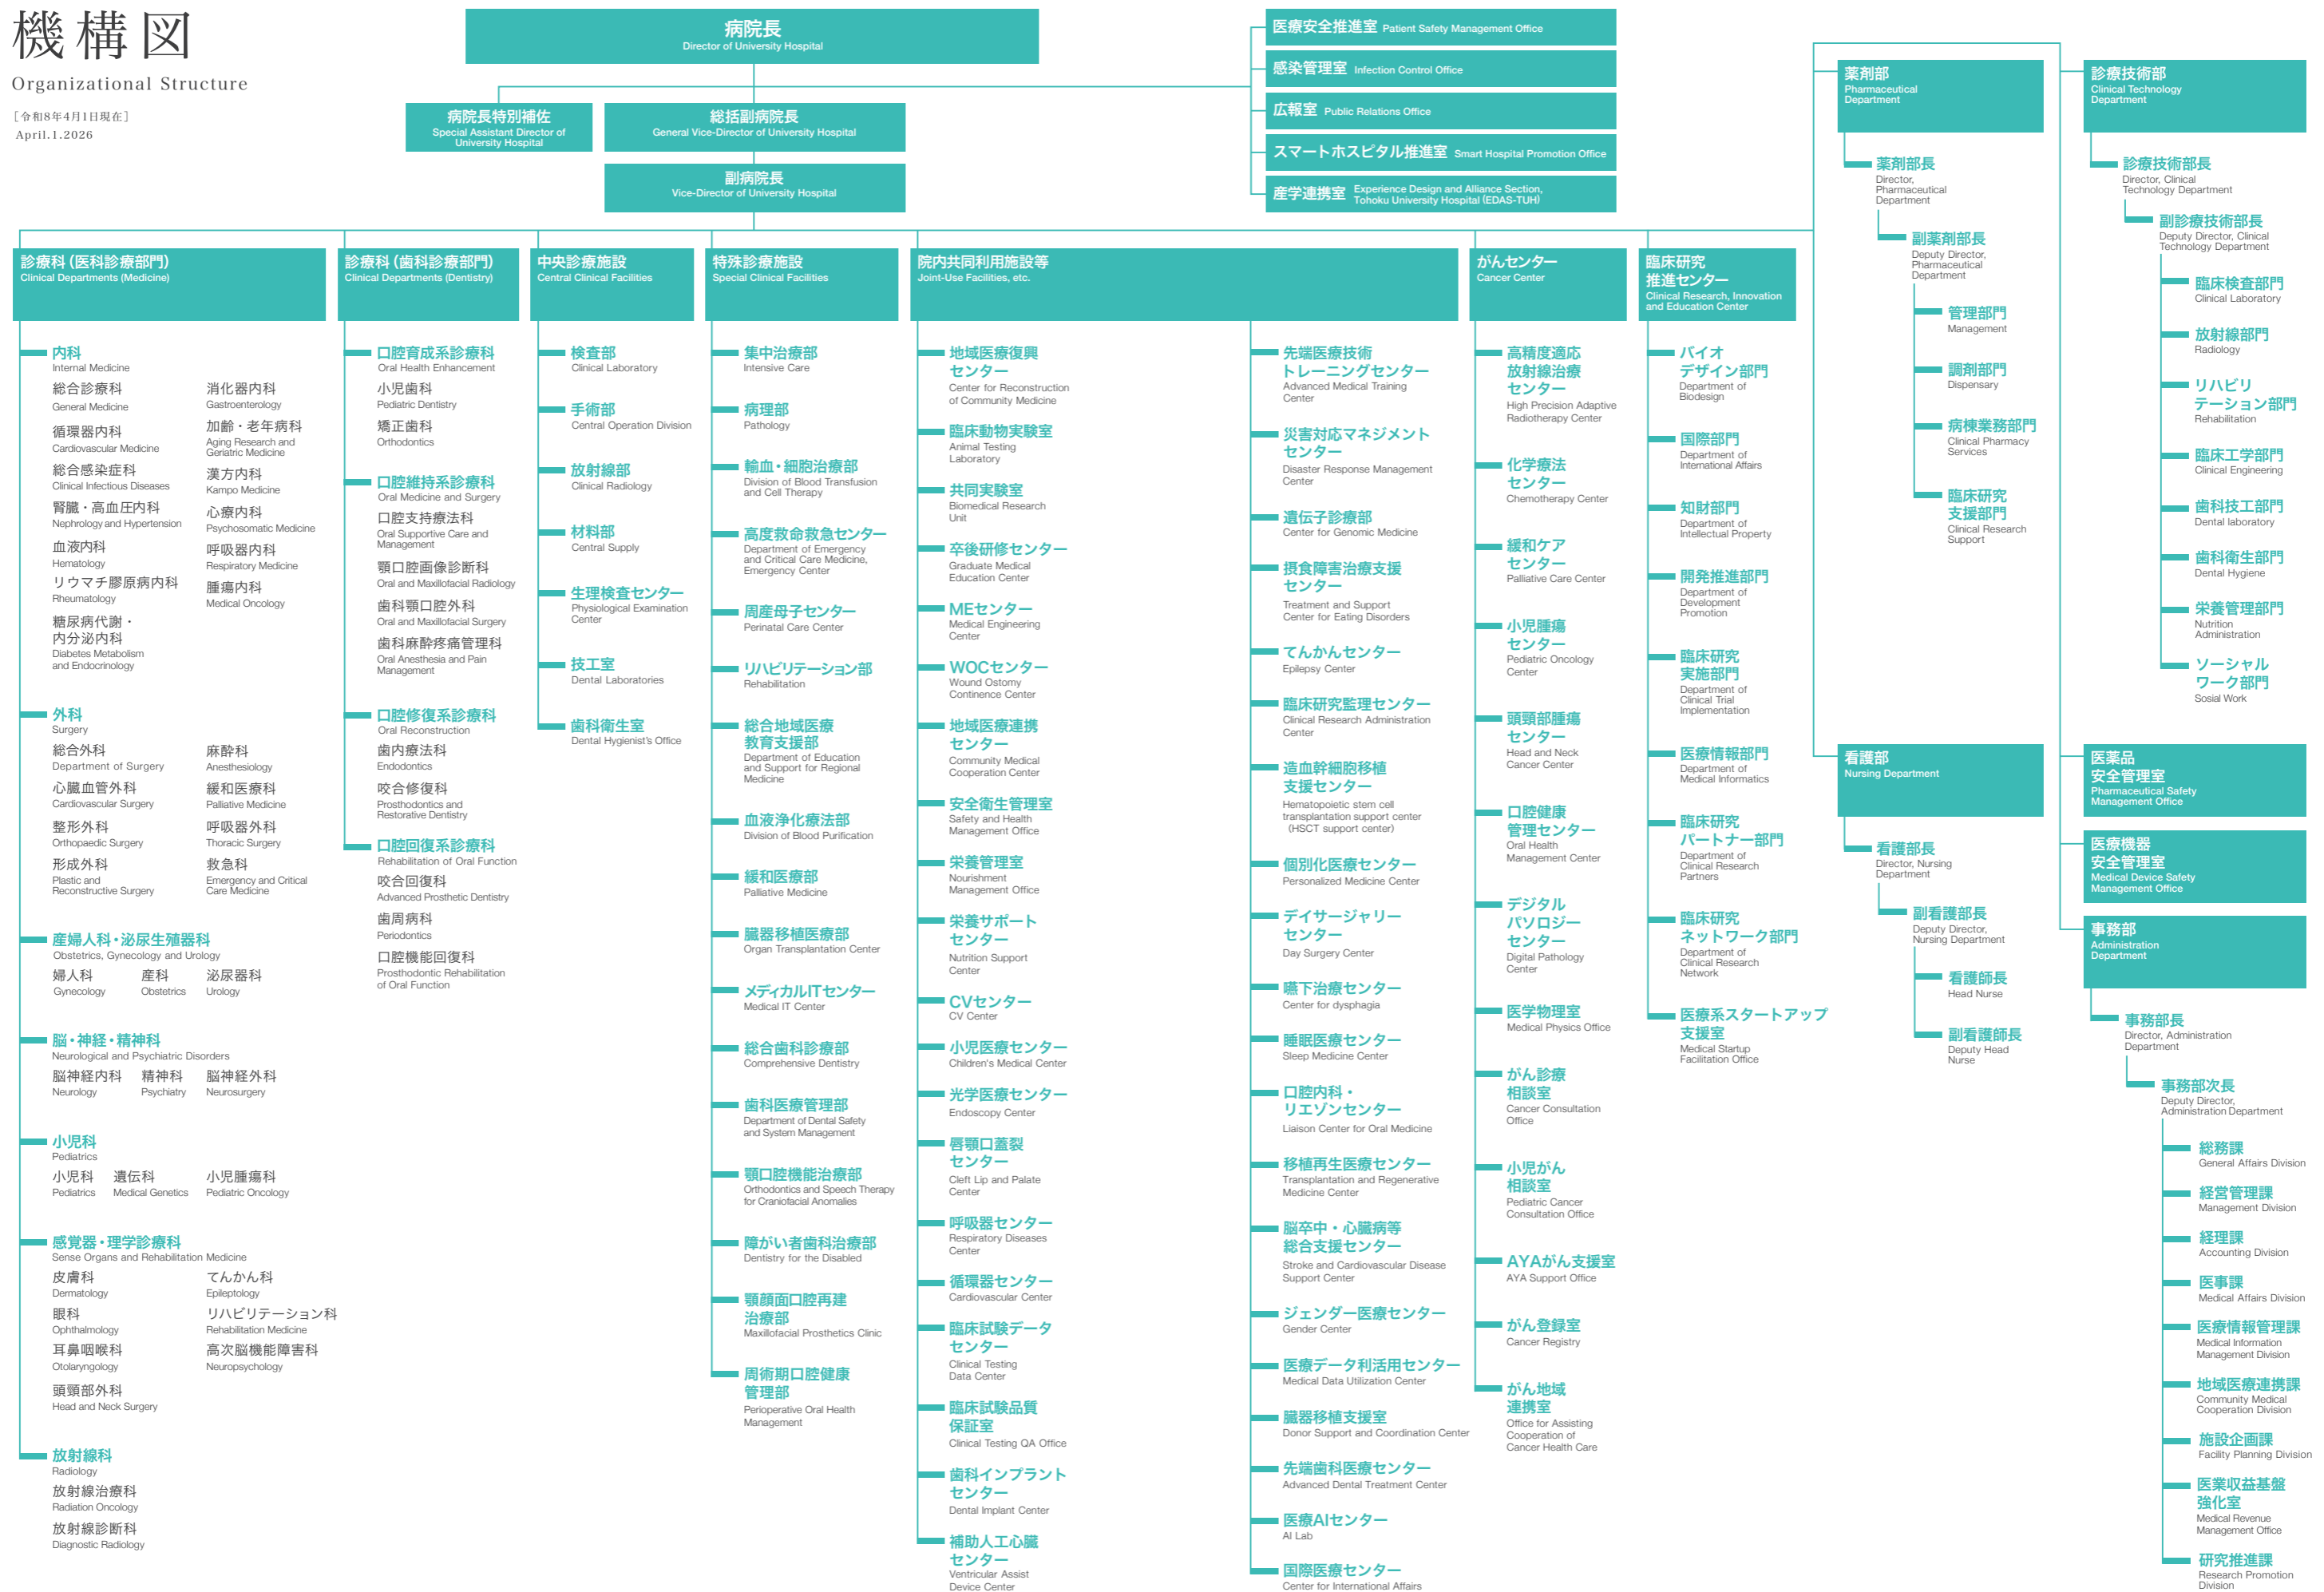 機構図
Organizational Structure
[令和8年4月1日現在]
April.1.2026
病院長
Director of University Hospital
病院長特別補佐
Special Assistant Director of
University Hospital
総括副病院長
General Vice-Director of University Hospital
副病院長
Vice-Director of University Hospital
医療安全推進室 Patient Safety Management Office
感染管理室 Infection Control Office
広報室 Public Relations Office
スマートホスピタル推進室 Smart Hospital Promotion Office
産学連携室 Experience Design and Alliance Section,
Tohoku University Hospital (EDAS-TUH)
診療科(医科診療部門)
Clinical Departments (Medicine)
内科
Internal Medicine
総合診療科
General Medicine
循環器内科
Cardiovascular Medicine
総合感染症科
Clinical Infectious Diseases
腎臓・高血圧内科
Nephrology and Hypertension
血液内科
Hematology
リウマチ膠原病内科
Rheumatology
糖尿病代謝・
内分泌内科
Diabetes Metabolism
and Endocrinology
消化器内科
Gastroenterology
加齢・老年病科
Aging Research and
Geriatric Medicine
漢方内科
Kampo Medicine
心療内科
Psychosomatic Medicine
呼吸器内科
Respiratory Medicine
腫瘍内科
Medical Oncology
外科
Surgery
総合外科
Department of Surgery
心臓血管外科
Cardiovascular Surgery
整形外科
Orthopaedic Surgery
形成外科
Plastic and
Reconstructive Surgery
麻酔科
Anesthesiology
緩和医療科
Palliative Medicine
呼吸器外科
Thoracic Surgery
救急科
Emergency and Critical
Care Medicine
産婦人科・泌尿生殖器科
Obstetrics, Gynecology and Urology
婦人科 産科 泌尿器科
Gynecology Obstetrics Urology
脳・神経・精神科
Neurological and Psychiatric Disorders
脳神経内科 精神科 脳神経外科
Neurology Psychiatry Neurosurgery
小児科
Pediatrics
小児科 遺伝科 小児腫瘍科
Pediatrics Medical Genetics Pediatric Oncology
感覚器・理学診療科
Sense Organs and Rehabilitation Medicine
皮膚科
Dermatology
眼科
Ophthalmology
耳鼻咽喉科
Otolaryngology
頭頸部外科
Head and Neck Surgery
てんかん科
Epileptology
リハビリテーション科
Rehabilitation Medicine
高次脳機能障害科
Neuropsychology
放射線科
Radiology
放射線治療科
Radiation Oncology
放射線診断科
Diagnostic Radiology
診療科(歯科診療部門)
Clinical Departments (Dentistry)
口腔育成系診療科
Oral Health Enhancement
小児歯科
Pediatric Dentistry
矯正歯科
Orthodontics
口腔維持系診療科
Oral Medicine and Surgery
口腔支持療法科
Oral Supportive Care and
Management
顎口腔画像診断科
Oral and Maxillofacial Radiology
歯科顎口腔外科
Oral and Maxillofacial Surgery
歯科麻酔疼痛管理科
Oral Anesthesia and Pain
Management
口腔修復系診療科
Oral Reconstruction
歯内療法科
Endodontics
咬合修復科
Prosthodontics and
Restorative Dentistry
口腔回復系診療科
Rehabilitation of Oral Function
咬合回復科
Advanced Prosthetic Dentistry
歯周病科
Periodontics
口腔機能回復科
Prosthodontic Rehabilitation
of Oral Function
中央診療施設
Central Clinical Facilities
検査部
Clinical Laboratory
手術部
Central Operation Division
放射線部
Clinical Radiology
材料部
Central Supply
生理検査センター
Physiological Examination
Center
技工室
Dental Laboratories
歯科衛生室
Dental Hygienist's Office
特殊診療施設
Special Clinical Facilities
集中治療部
Intensive Care
病理部
Pathology
輸血・細胞治療部
Division of Blood Transfusion
and Cell Therapy
高度救命救急センター
Department of Emergency
and Critical Care Medicine,
Emergency Center
周産母子センター
Perinatal Care Center
リハビリテーション部
Rehabilitation
総合地域医療
教育支援部
Department of Education
and Support for Regional
Medicine
血液浄化療法部
Division of Blood Purification
緩和医療部
Palliative Medicine
臓器移植医療部
Organ Transplantation Center
メディカルITセンター
Medical IT Center
総合歯科診療部
Comprehensive Dentistry
歯科医療管理部
Department of Dental Safety
and System Management
顎口腔機能治療部
Orthodontics and Speech Therapy
for Craniofacial Anomalies
障がい者歯科治療部
Dentistry for the Disabled
顎顔面口腔再建
治療部
Maxillofacial Prosthetics Clinic
周術期口腔健康
管理部
Perioperative Oral Health
Management
院内共同利用施設等
Joint-Use Facilities, etc.
地域医療復興
センター
Center for Reconstruction
of Community Medicine
臨床動物実験室
Animal Testing
Laboratory
共同実験室
Biomedical Research
Unit
卒後研修センター
Graduate Medical
Education Center
MEセンター
Medical Engineering
Center
WOCセンター
Wound Ostomy
Continence Center
地域医療連携
センター
Community Medical
Cooperation Center
安全衛生管理室
Safety and Health
Management Office
栄養管理室
Nourishment
Management Office
栄養サポート
センター
Nutrition Support
Center
CVセンター
CV Center
小児医療センター
Children's Medical Center
光学医療センター
Endoscopy Center
唇顎口蓋裂
センター
Cleft Lip and Palate
Center
呼吸器センター
Respiratory Diseases
Center
循環器センター
Cardiovascular Center
臨床試験データ
センター
Clinical Testing
Data Center
臨床試験品質
保証室
Clinical Testing QA Office
歯科インプラント
センター
Dental Implant Center
補助人工心臓
センター
Ventricular Assist
Device Center
先端医療技術
トレーニングセンター
Advanced Medical Training
Center
災害対応マネジメント
センター
Disaster Response Management
Center
遺伝子診療部
Center for Genomic Medicine
摂食障害治療支援
センター
Treatment and Support
Center for Eating Disorders
てんかんセンター
Epilepsy Center
臨床研究監理センター
Clinical Research Administration
Center
造血幹細胞移植
支援センター
Hematopoietic stem cell
transplantation support center
(HSCT support center)
個別化医療センター
Personalized Medicine Center
デイサージャリー
センター
Day Surgery Center
嚥下治療センター
Center for dysphagia
睡眠医療センター
Sleep Medicine Center
口腔内科・
リエゾンセンター
Liaison Center for Oral Medicine
移植再生医療センター
Transplantation and Regenerative
Medicine Center
脳卒中・心臓病等
総合支援センター
Stroke and Cardiovascular Disease
Support Center
ジェンダー医療センター
Gender Center
医療データ利活用センター
Medical Data Utilization Center
臓器移植支援室
Donor Support and Coordination Center
先端歯科医療センター
Advanced Dental Treatment Center
医療AIセンター
AI Lab
国際医療センター
Center for International Affairs
がんセンター
Cancer Center
高精度適応
放射線治療
センター
High Precision Adaptive
Radiotherapy Center
化学療法
センター
Chemotherapy Center
緩和ケア
センター
Palliative Care Center
小児腫瘍
センター
Pediatric Oncology
Center
頭頸部腫瘍
センター
Head and Neck
Cancer Center
口腔健康
管理センター
Oral Health
Management Center
デジタル
パソロジー
センター
Digital Pathology
Center
医学物理室
Medical Physics Office
がん診療
相談室
Cancer Consultation
Office
小児がん
相談室
Pediatric Cancer
Consultation Office
AYAがん支援室
AYA Support Office
がん登録室
Cancer Registry
がん地域
連携室
Office for Assisting
Cooperation of
Cancer Health Care
臨床研究
推進センター
Clinical Research, Innovation
and Education Center
バイオ
デザイン部門
Department of
Biodesign
国際部門
Department of
International Affairs
知財部門
Department of
Intellectual Property
開発推進部門
Department of
Development
Promotion
臨床研究
実施部門
Department of
Clinical Trial
Implementation
医療情報部門
Department of
Medical Informatics
臨床研究
パートナー部門
Department of
Clinical Research
Partners
臨床研究
ネットワーク部門
Department of
Clinical Research
Network
医療系スタートアップ
支援室
Medical Startup
Facilitation Office
薬剤部
Pharmaceutical
Department
薬剤部長
Director,
Pharmaceutical
Department
副薬剤部長
Deputy Director,
Pharmaceutical
Department
管理部門
Management
調剤部門
Dispensary
病棟業務部門
Clinical Pharmacy
Services
臨床研究
支援部門
Clinical Research
Support
看護部
Nursing Department
看護部長
Director, Nursing
Department
副看護部長
Deputy Director,
Nursing Department
看護師長
Head Nurse
副看護師長
Deputy Head
Nurse
診療技術部
Clinical Technology
Department
診療技術部長
Director, Clinical
Technology Department
副診療技術部長
Deputy Director, Clinical
Technology Department
臨床検査部門
Clinical Laboratory
放射線部門
Radiology
リハビリ
テーション部門
Rehabilitation
臨床工学部門
Clinical Engineering
歯科技工部門
Dental laboratory
歯科衛生部門
Dental Hygiene
栄養管理部門
Nutrition
Administration
ソーシャル
ワーク部門
Sosial Work
医薬品
安全管理室
Pharmaceutical Safety
Management Office
医療機器
安全管理室
Medical Device Safety
Management Office
事務部
Administration
Department
事務部長
Director, Administration
Department
事務部次長
Deputy Director,
Administration Department
総務課
General Affairs Division
経営管理課
Management Division
経理課
Accounting Division
医事課
Medical Affairs Division
医療情報管理課
Medical Information
Management Division
地域医療連携課
Community Medical
Cooperation Division
施設企画課
Facility Planning Division
医業収益基盤
強化室
Medical Revenue
Management Office
研究推進課
Research Promotion
Division